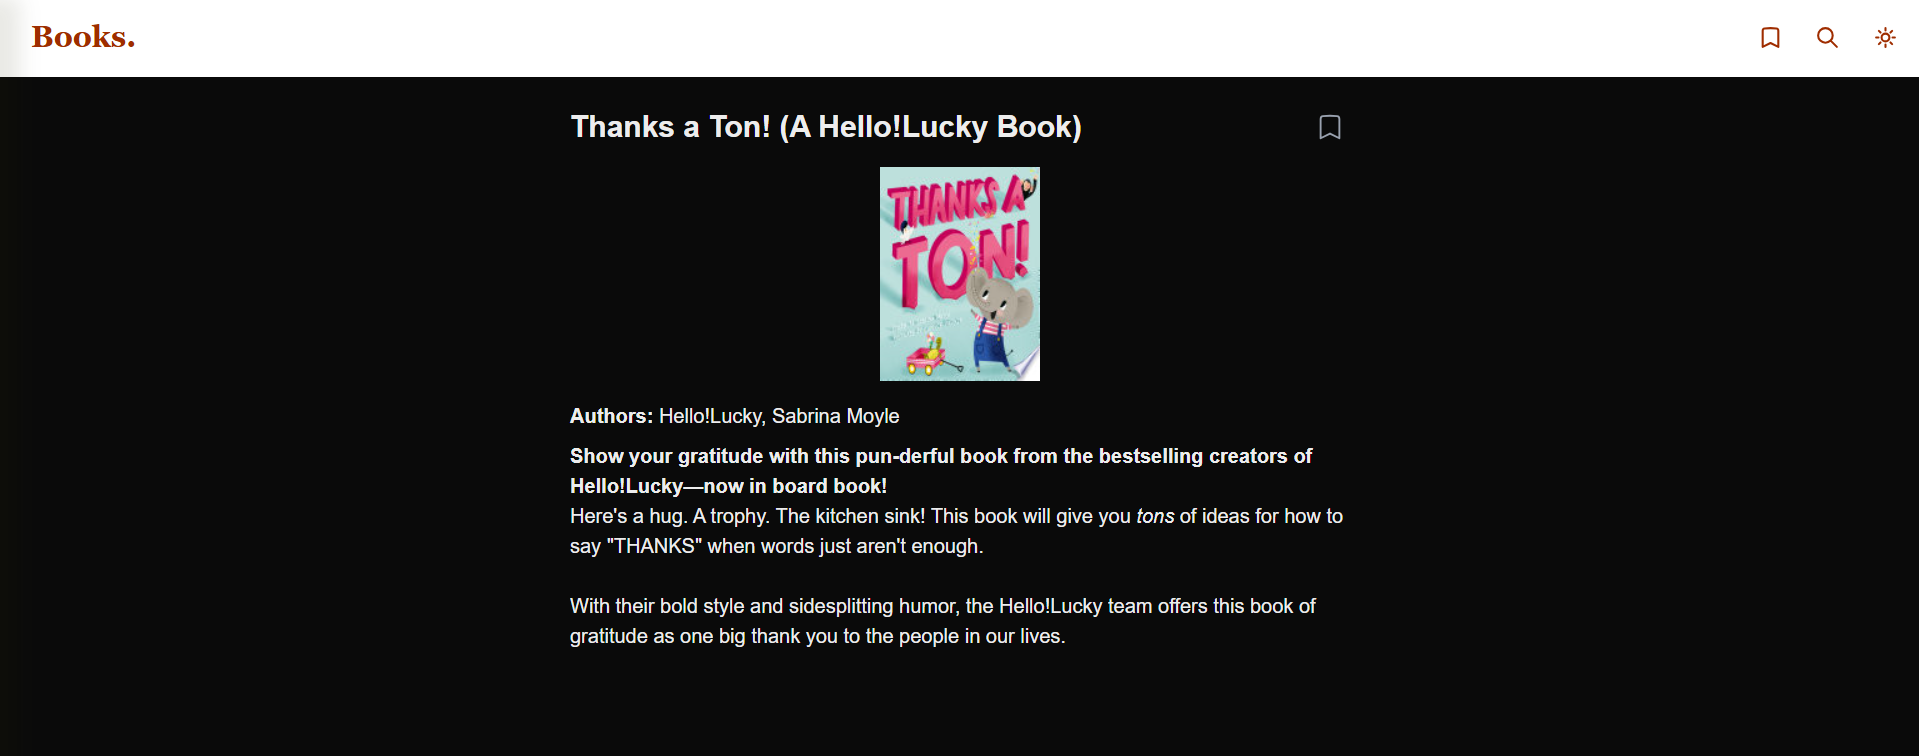 Books.
Thanks a Ton! (A Hello!Lucky Book)
THANKS A
TON!
Authors: Hello!Lucky, Sabrina Moyle
Show your gratitude with this pun-derful book from the bestselling creators of
Hello!Lucky—now in board book!
Here's a hug. A trophy. The kitchen sink! This book will give you tons of ideas for how to
say "THANKS" when words just aren't enough.
With their bold style and sidesplitting humor, the Hello!Lucky team offers this book of
gratitude as one big thank you to the people in our lives.